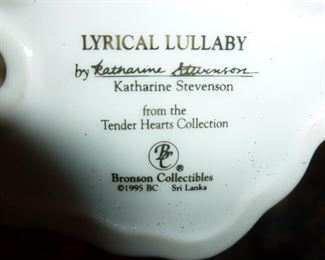 LYRICAL LULLABY
by Katharine Stevenson
Katharine Stevenson
from the
Tender Hearts Collection
BC ®
Bronson Collectibles
©1995 BC Sri Lanka